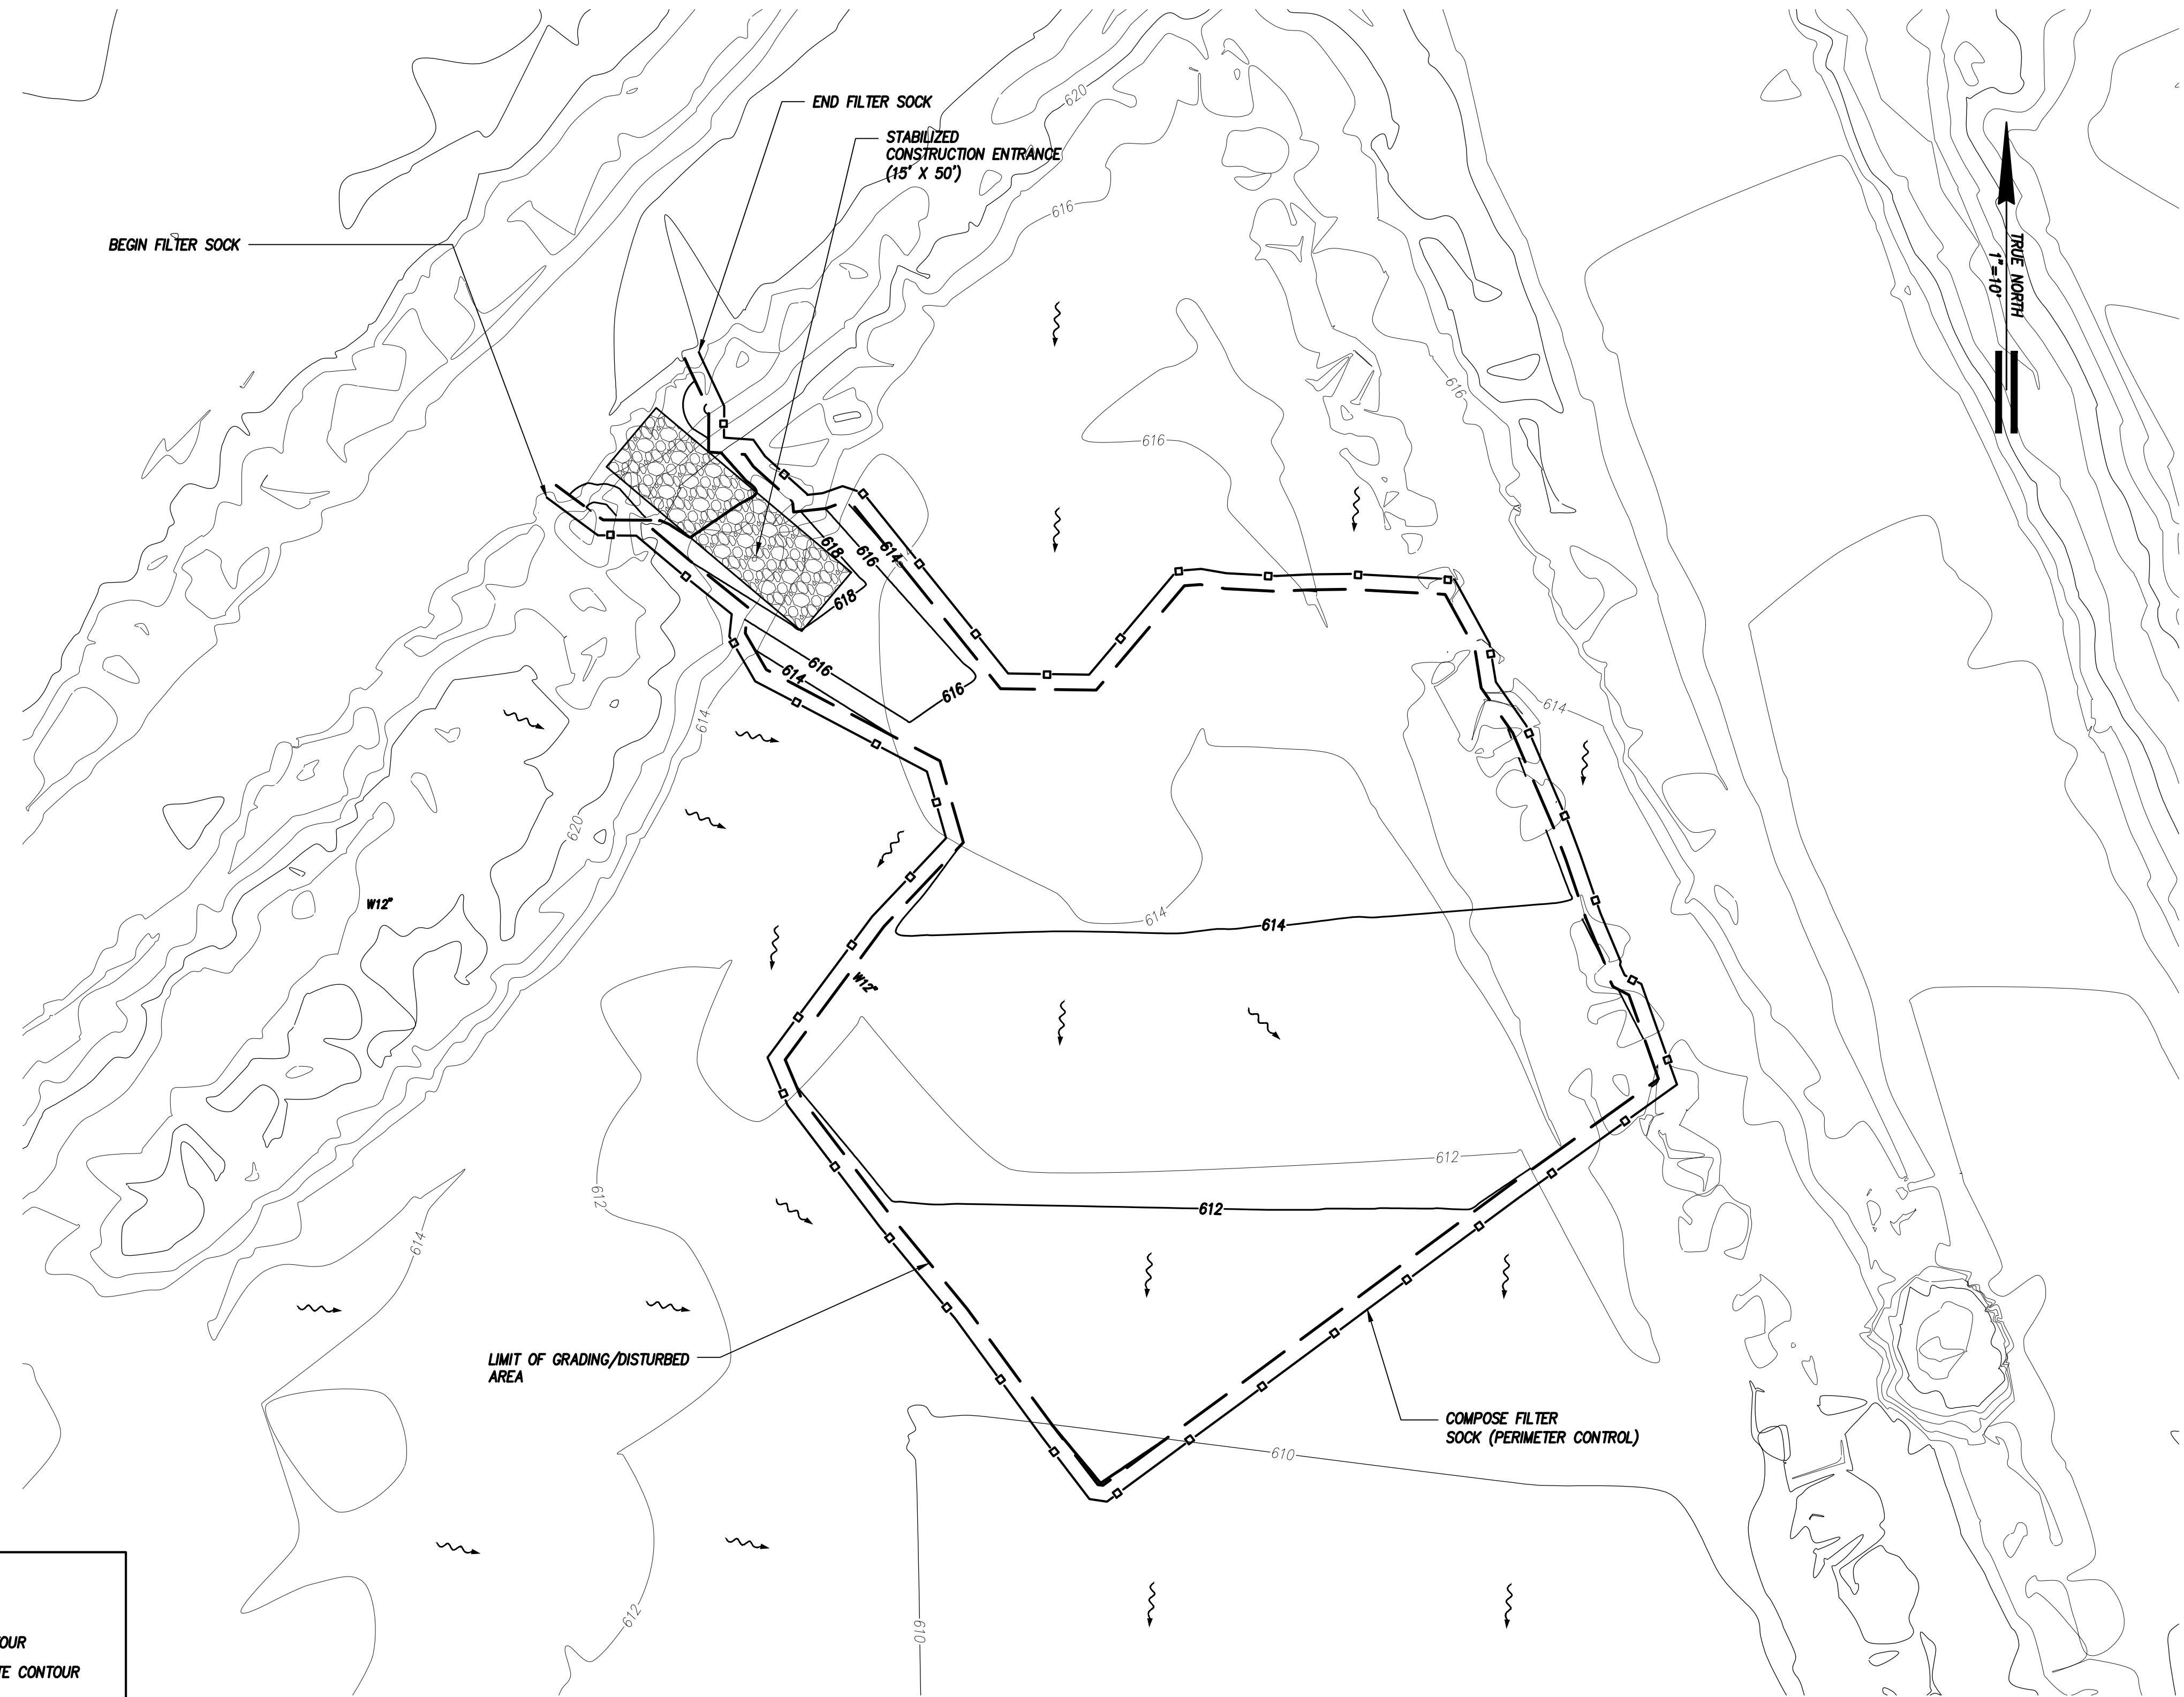 END FILTER SOCK
620
STABILIZED
CONSTRUCTION ENTRANCE
(15' X 50')
616
BEGIN FILTER SOCK
TRUE NORTH
1"=10'
616
616
618
616
614
618
616
614
616
614
614
620
W12"
614
614
W12"
612
612
612
614
LIMIT OF GRADING/DISTURBED
AREA
COMPOSE FILTER
SOCK (PERIMETER CONTROL)
610
612
610
TOUR
TE CONTOUR